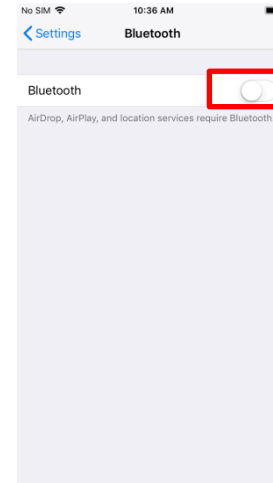 No SIM 10:36 AM
Settings Bluetooth
Bluetooth
AirDrop, AirPlay, and location services require Bluetooth